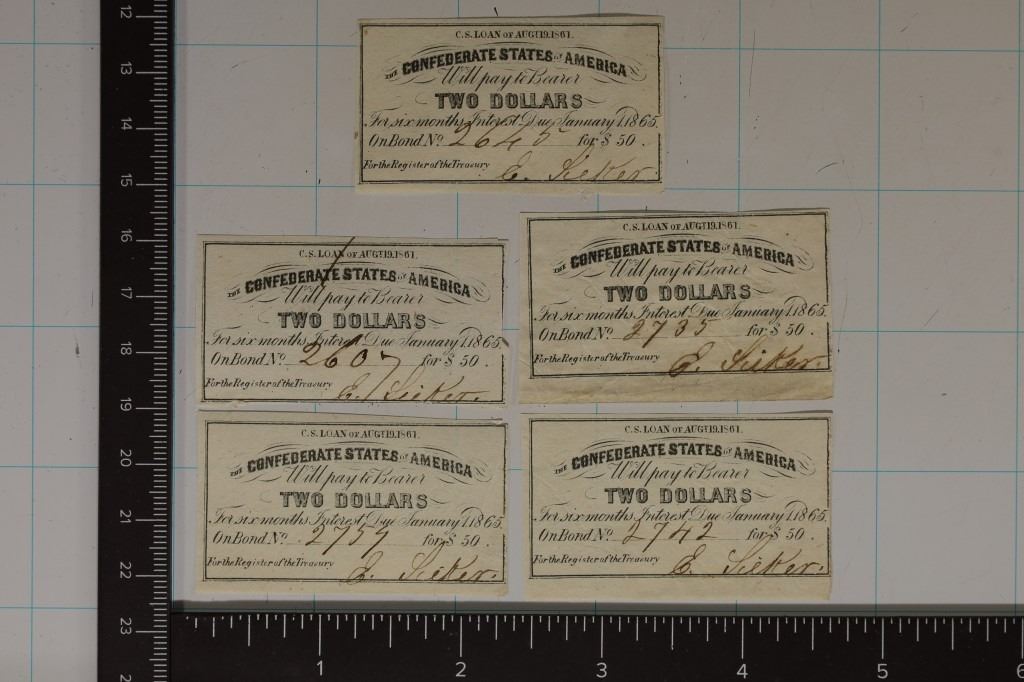 C.S. LOAN OF AUGT.19.1861.
THE CONFEDERATE STATES OF AMERICA
Will pay to Bearer
TWO DOLLARS
For six months Interest Due January 1.1865.
On Bond No. 2645 for $ 50.
For the Register of the Treasury
C.S. LOAN OF AUGT.19.1861.
THE CONFEDERATE STATES OF AMERICA
Will pay to Bearer
TWO DOLLARS
For six months Interest Due January 1.1865.
On Bond No. 2607 for $ 50.
For the Register of the Treasury
C.S. LOAN OF AUGT.19.1861.
THE CONFEDERATE STATES OF AMERICA
Will pay to Bearer
TWO DOLLARS
For six months Interest Due January 1.1865.
On Bond No. 2735 for $ 50.
For the Register of the Treasury
C.S. LOAN OF AUGT.19.1861.
THE CONFEDERATE STATES OF AMERICA
Will pay to Bearer
TWO DOLLARS
For six months Interest Due January 1.1865.
On Bond No. for $ 50.
For the Register of the Treasury
C.S. LOAN OF AUGT.19.1861.
THE CONFEDERATE STATES OF AMERICA
Will pay to Bearer
TWO DOLLARS
For six months Interest Due January 1.1865.
On Bond No. 2742 for $ 50.
For the Register of the Treasury
12
13
14
15
16
17
18
19
20
21
22
23
1 2 3 4 5